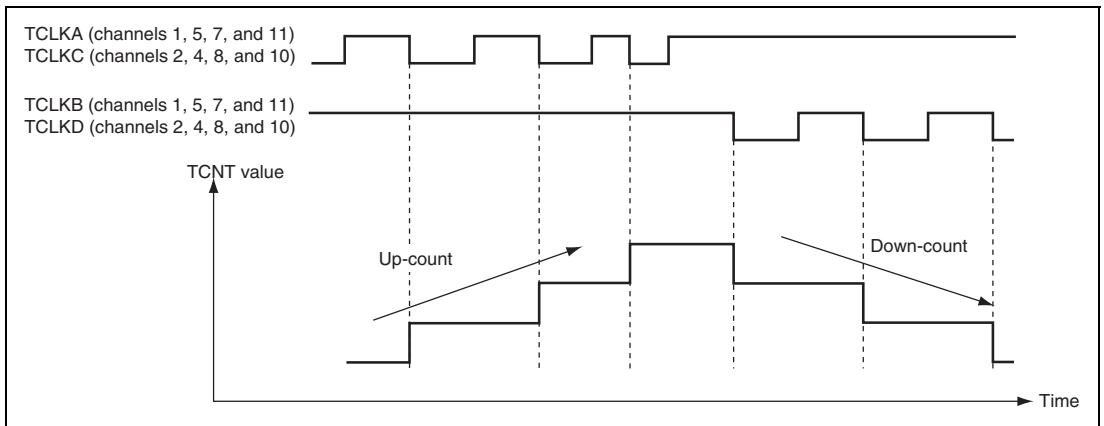 TCLKA (channels 1, 5, 7, and 11)
TCLKC (channels 2, 4, 8, and 10)
TCLKB (channels 1, 5, 7, and 11)
TCLKD (channels 2, 4, 8, and 10)
TCNT value
Up-count
Down-count
Time